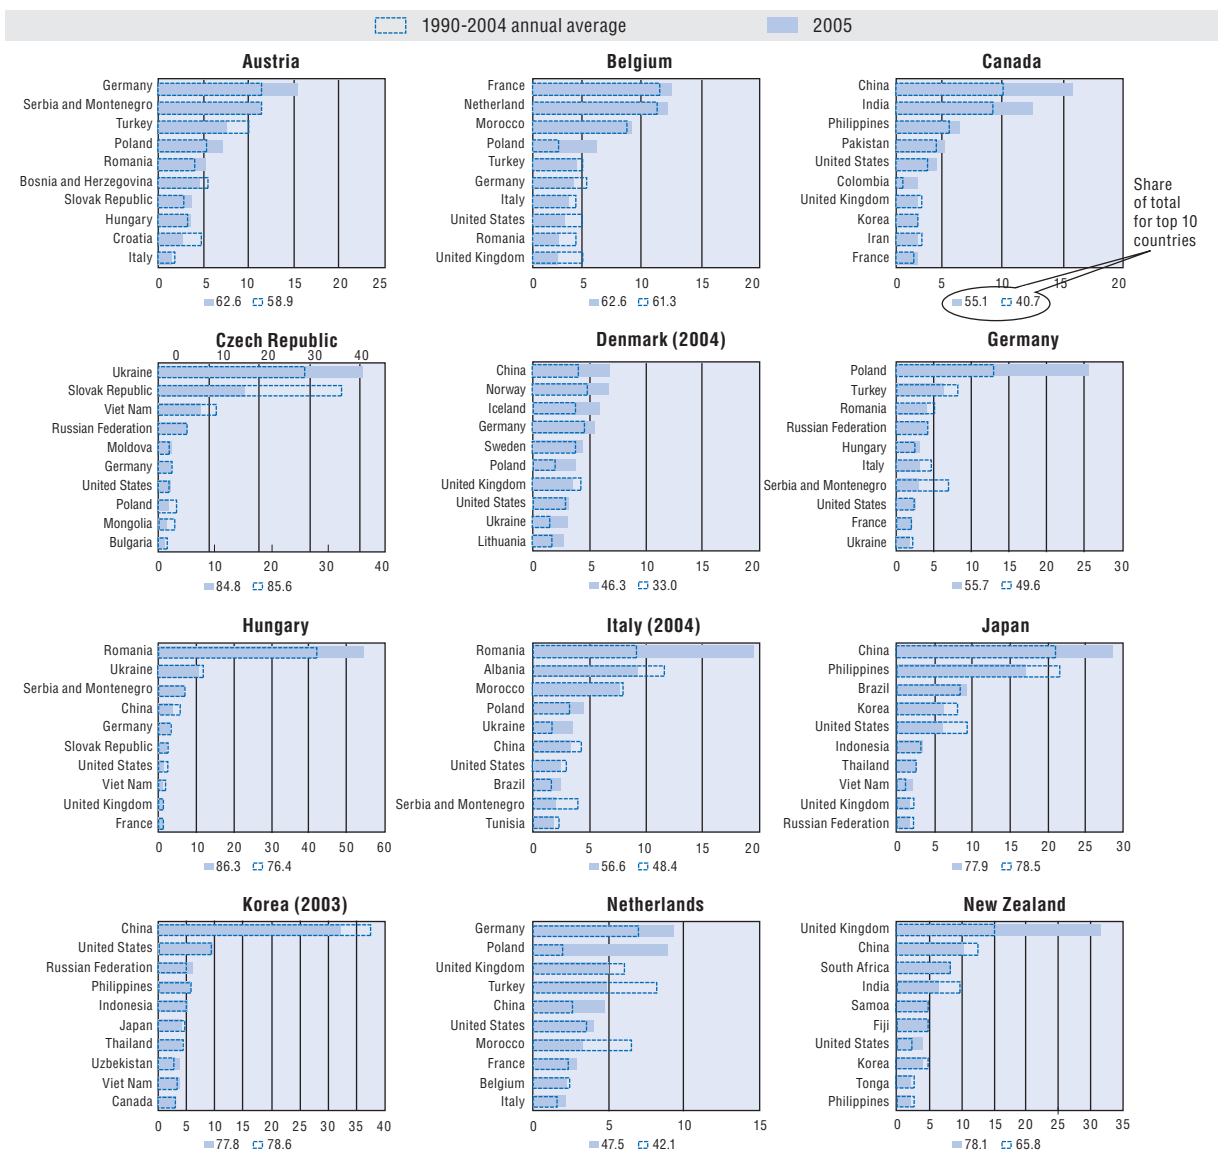 1990-2004 annual average 2005
Austria
Germany
Serbia and Montenegro
Turkey
Poland
Romania
Bosnia and Herzegovina
Slovak Republic
Hungary
Croatia
Italy
0 5 10 15 20 25
62.6 58.9
Belgium
France
Netherland
Morocco
Poland
Turkey
Germany
Italy
United States
Romania
United Kingdom
0 5 10 15 20
62.6 61.3
Canada
China
India
Philippines
Pakistan
United States
Colombia
United Kingdom
Korea
Iran
France
0 5 10 15 20
55.1 40.7
Share
of total
for top 10
countries
Czech Republic
0 10 20 30 40
Ukraine
Slovak Republic
Viet Nam
Russian Federation
Moldova
Germany
United States
Poland
Mongolia
Bulgaria
0 10 20 30 40
84.8 85.6
Denmark (2004)
China
Norway
Iceland
Germany
Sweden
Poland
United Kingdom
United States
Ukraine
Lithuania
0 5 10 15 20
46.3 33.0
Germany
Poland
Turkey
Romania
Russian Federation
Hungary
Italy
Serbia and Montenegro
United States
France
Ukraine
0 5 10 15 20 25 30
55.7 49.6
Hungary
Romania
Ukraine
Serbia and Montenegro
China
Germany
Slovak Republic
United States
Viet Nam
United Kingdom
France
0 10 20 30 40 50 60
86.3 76.4
Italy (2004)
Romania
Albania
Morocco
Poland
Ukraine
China
United States
Brazil
Serbia and Montenegro
Tunisia
0 5 10 15 20
56.6 48.4
Japan
China
Philippines
Brazil
Korea
United States
Indonesia
Thailand
Viet Nam
United Kingdom
Russian Federation
0 5 10 15 20 25 30
77.9 78.5
Korea (2003)
China
United States
Russian Federation
Philippines
Indonesia
Japan
Thailand
Uzbekistan
Viet Nam
Canada
0 5 10 15 20 25 30 35 40
77.8 78.6
Netherlands
Germany
Poland
United Kingdom
Turkey
China
United States
Morocco
France
Belgium
Italy
0 5 10 15
47.5 42.1
New Zealand
United Kingdom
China
South Africa
India
Samoa
Fiji
United States
Korea
Tonga
Philippines
0 5 10 15 20 25 30 35
78.1 65.8